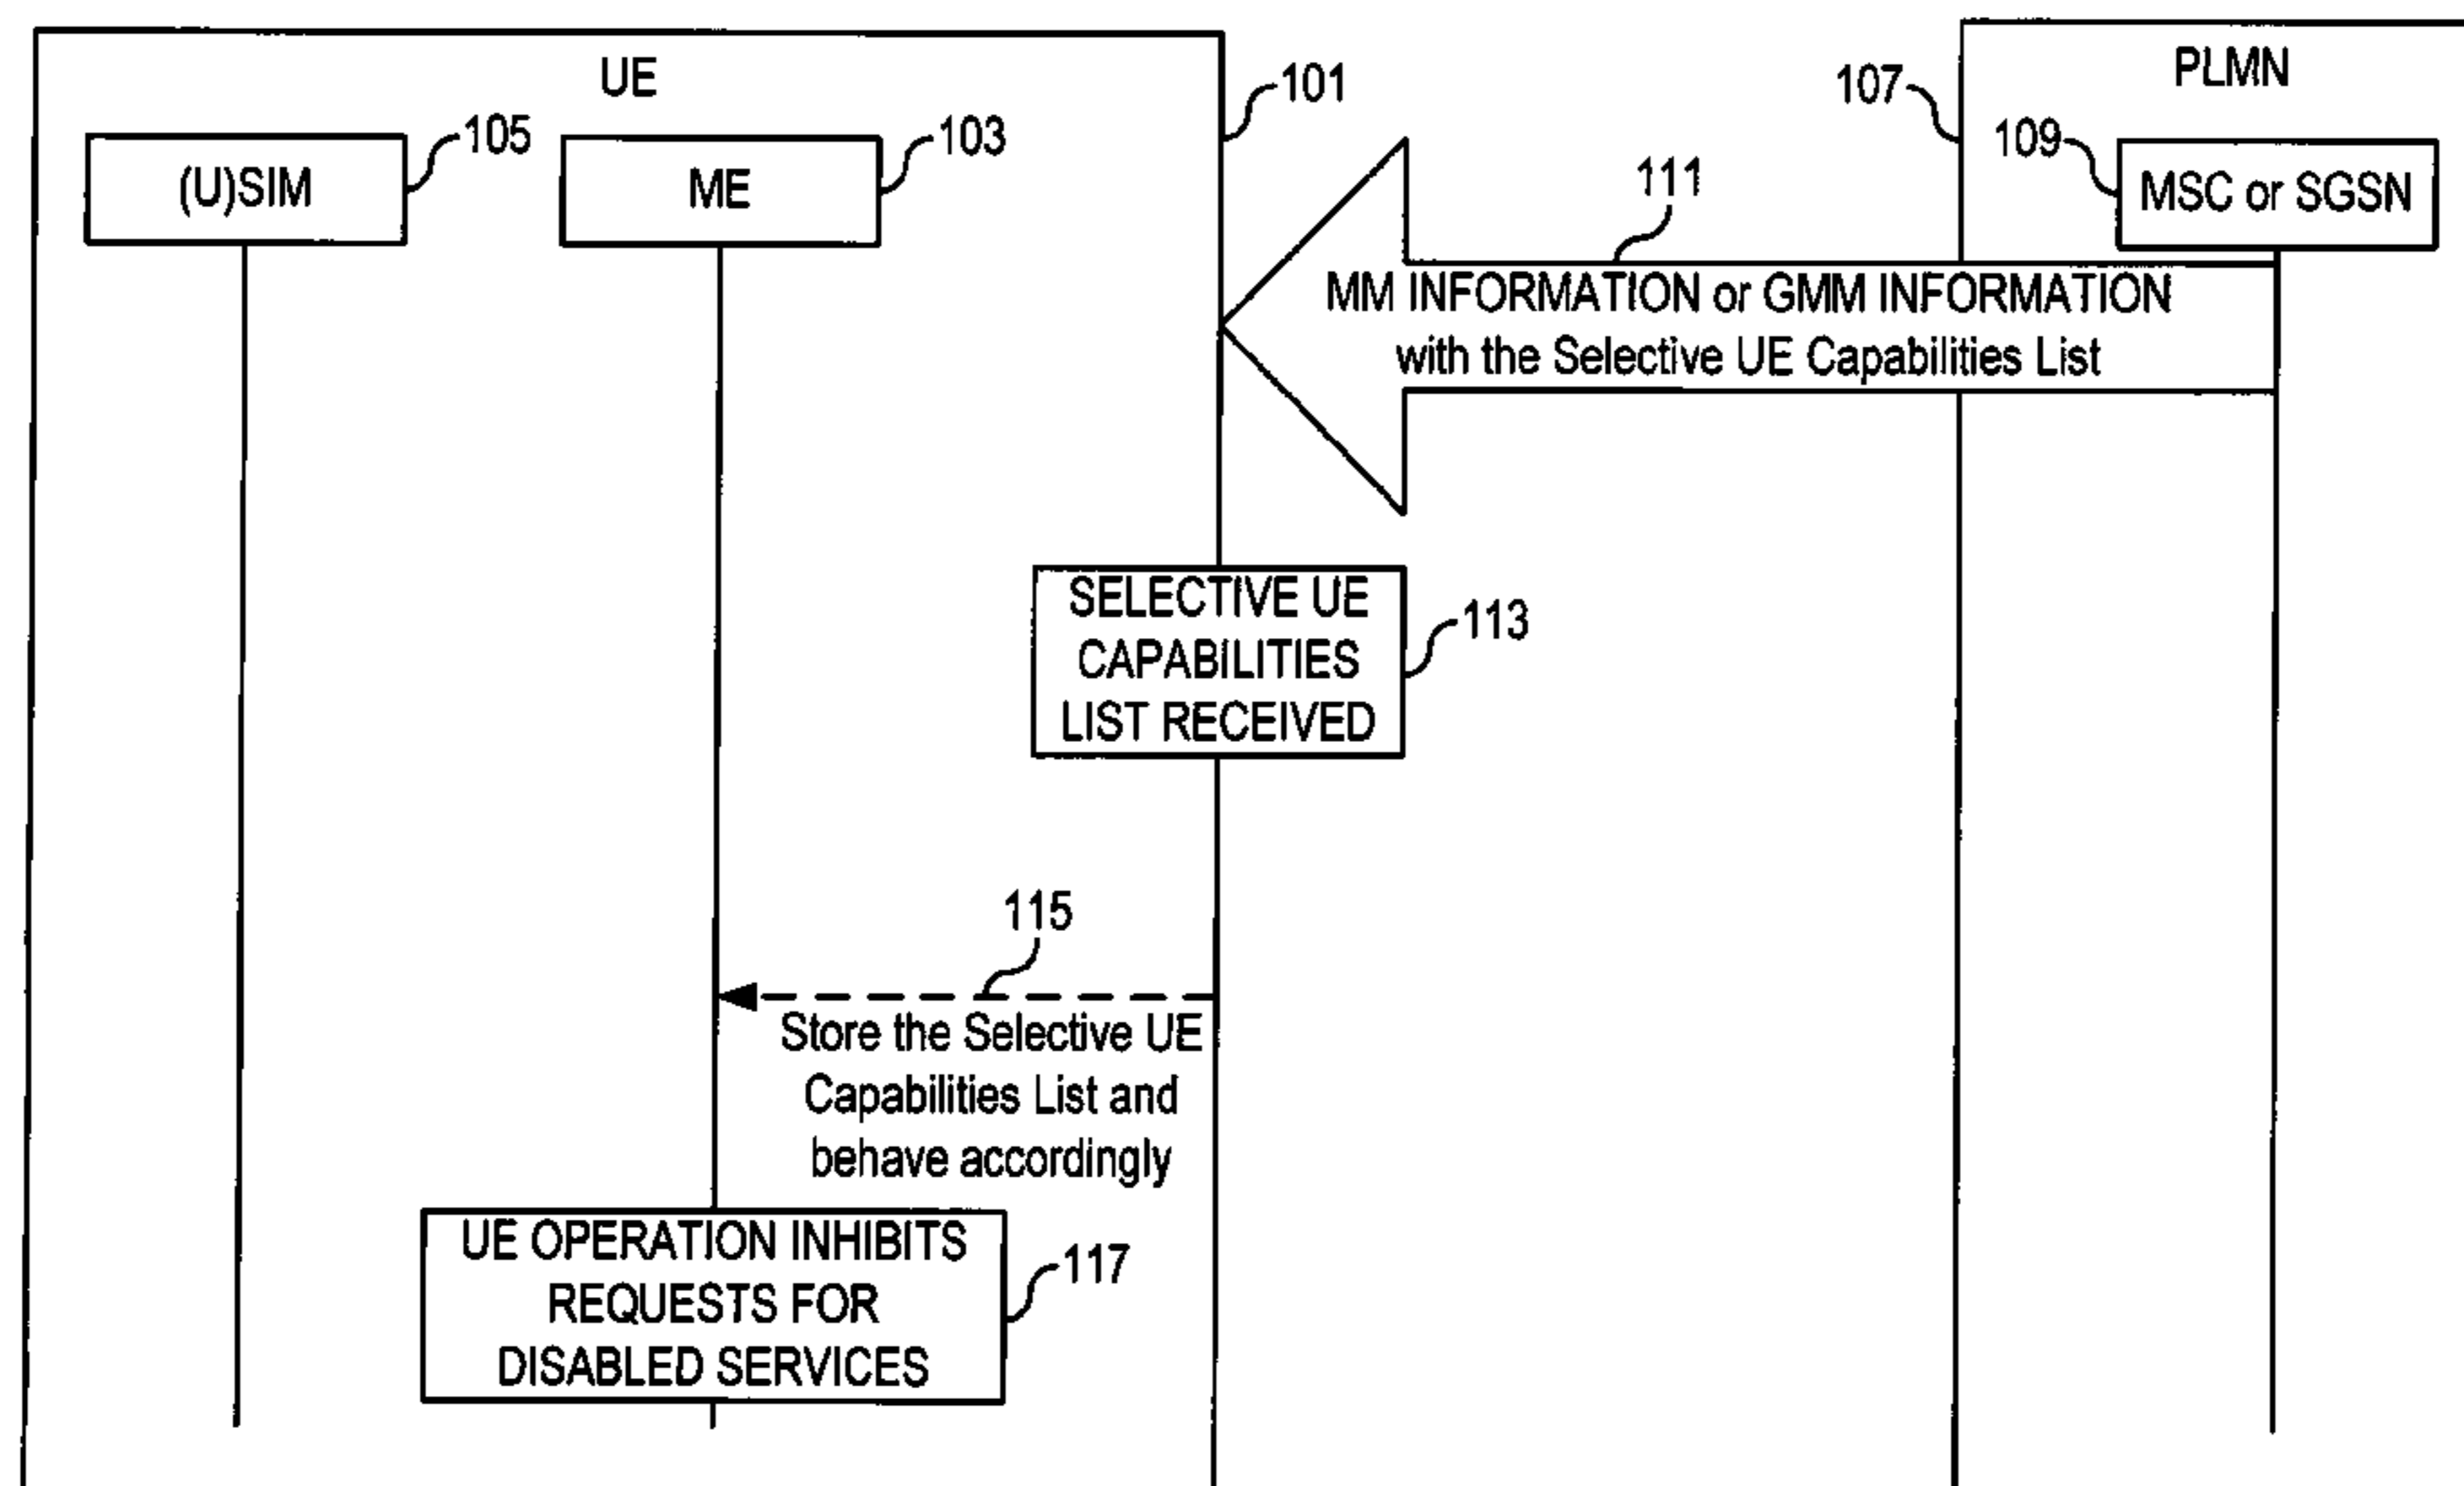 UE
PLMN
101
107
105
103
109
(U)SIM
ME
111
MSC or SGSN
MM INFORMATION or GMM INFORMATION
with the Selective UE Capabilities List
SELECTIVE UE
CAPABILITIES
LIST RECEIVED
113
115
Store the Selective UE
Capabilities List and
behave accordingly
UE OPERATION INHIBITS
REQUESTS FOR
DISABLED SERVICES
117